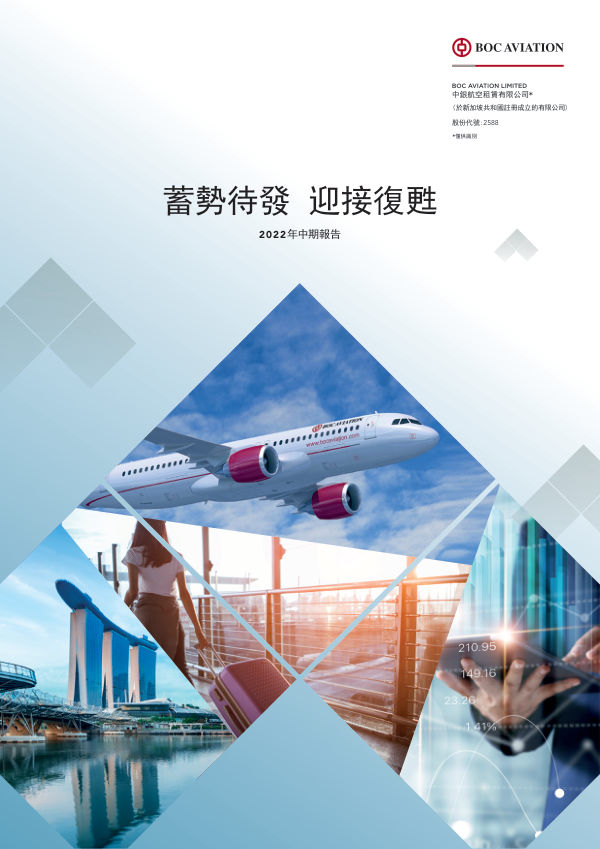 BOC AVIATION
BOC AVIATION LIMITED
中銀航空租賃有限公司*
(於新加坡共和國註冊成立的有限公司)
股份代號: 2588
*僅供識別
蓄勢待發 迎接復甦
2022年中期報告
BOC AVIATION
www.bocaviation.com
210.95
149.16
23.26
1.41%